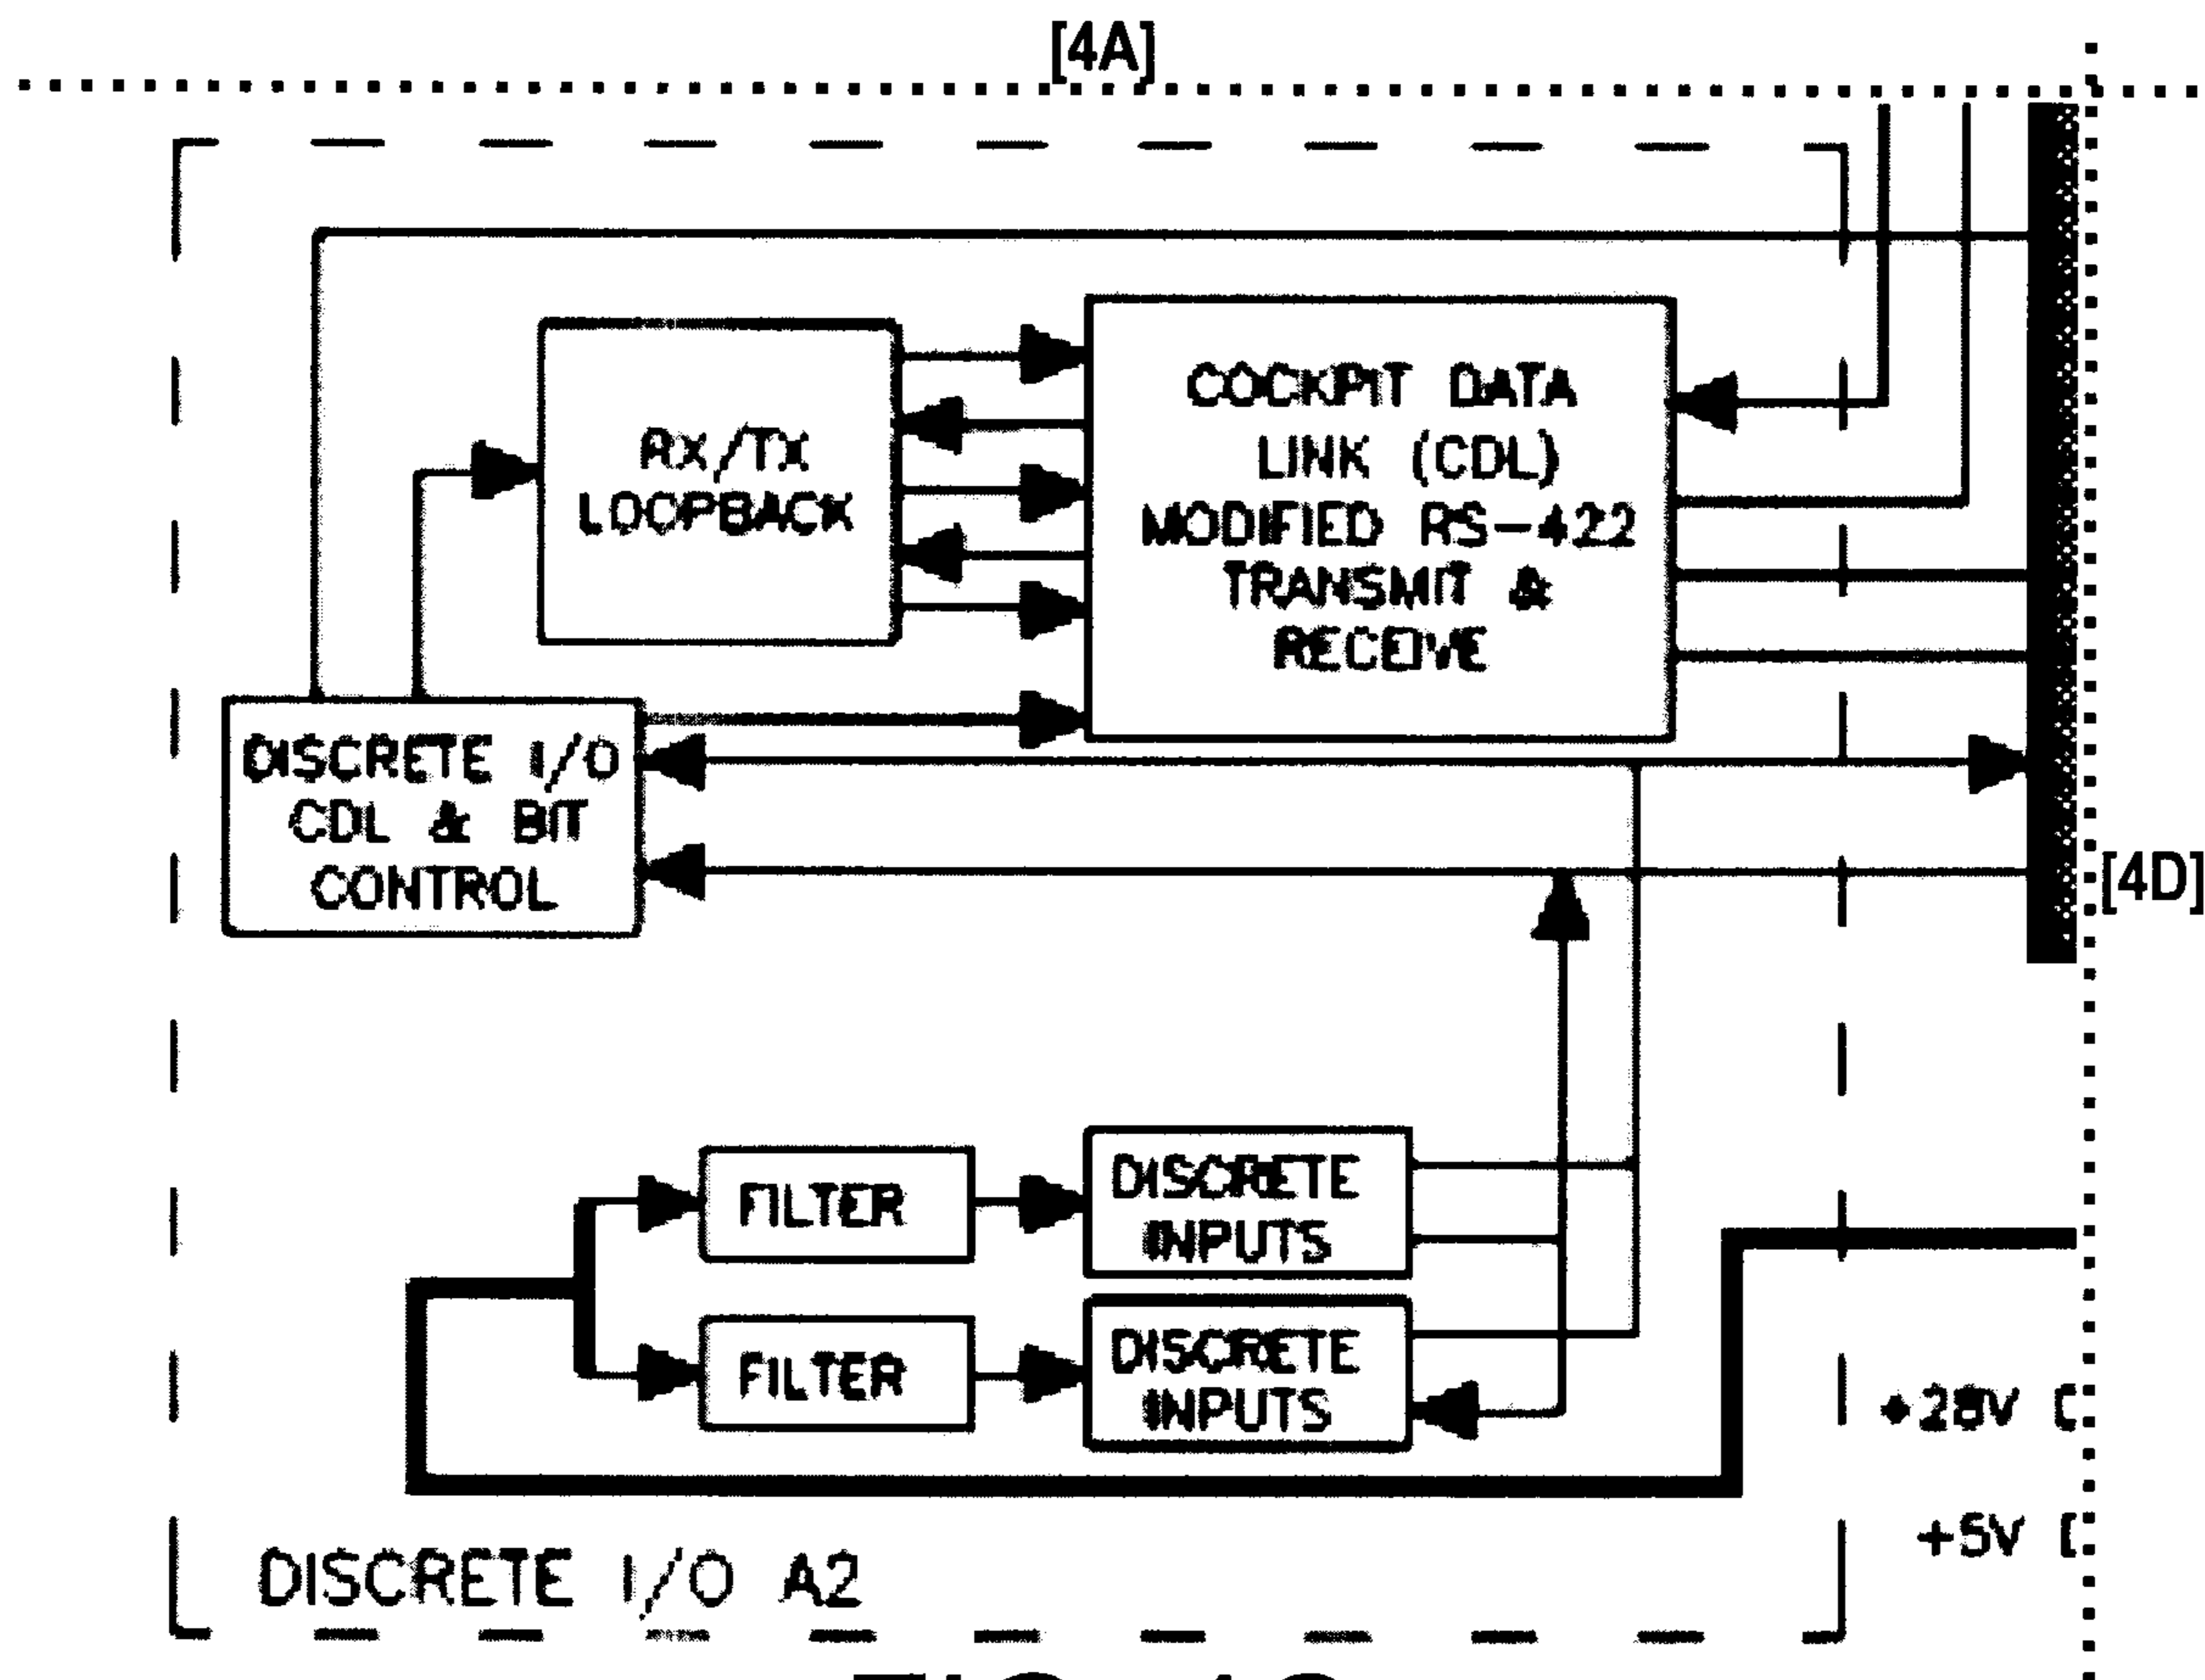 [4A]
RX/TX
LOOPBACK
COCKPIT DATA
LINK (CDL)
MODIFIED RS-422
TRANSMIT &
RECEIVE
DISCRETE I/O
CDL & BIT
CONTROL
[4D]
FILTER
DISCRETE
INPUTS
FILTER
DISCRETE
INPUTS
+28V [
+5V [
DISCRETE I/O A2